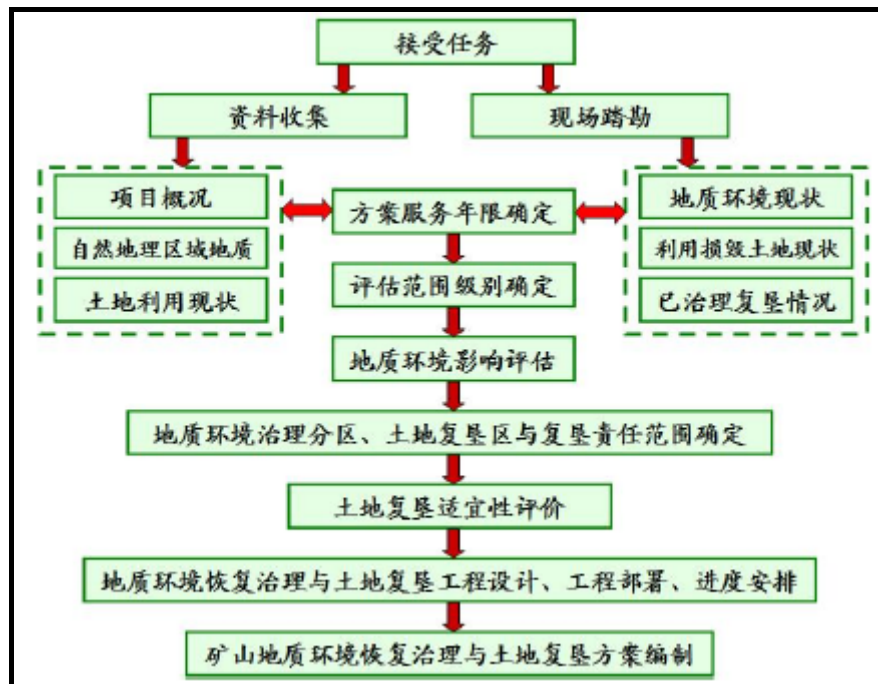 接受任务
资料收集
现场踏勘
项目概况
自然地理区域地质
土地利用现状
方案服务年限确定
地质环境现状
利用损毁土地现状
已治理复垦情况
评估范围级别确定
地质环境影响评估
地质环境治理分区、土地复垦区与复垦责任范围确定
土地复垦适宜性评价
地质环境恢复治理与土地复垦工程设计、工程部署、进度安排
矿山地质环境恢复治理与土地复垦方案编制